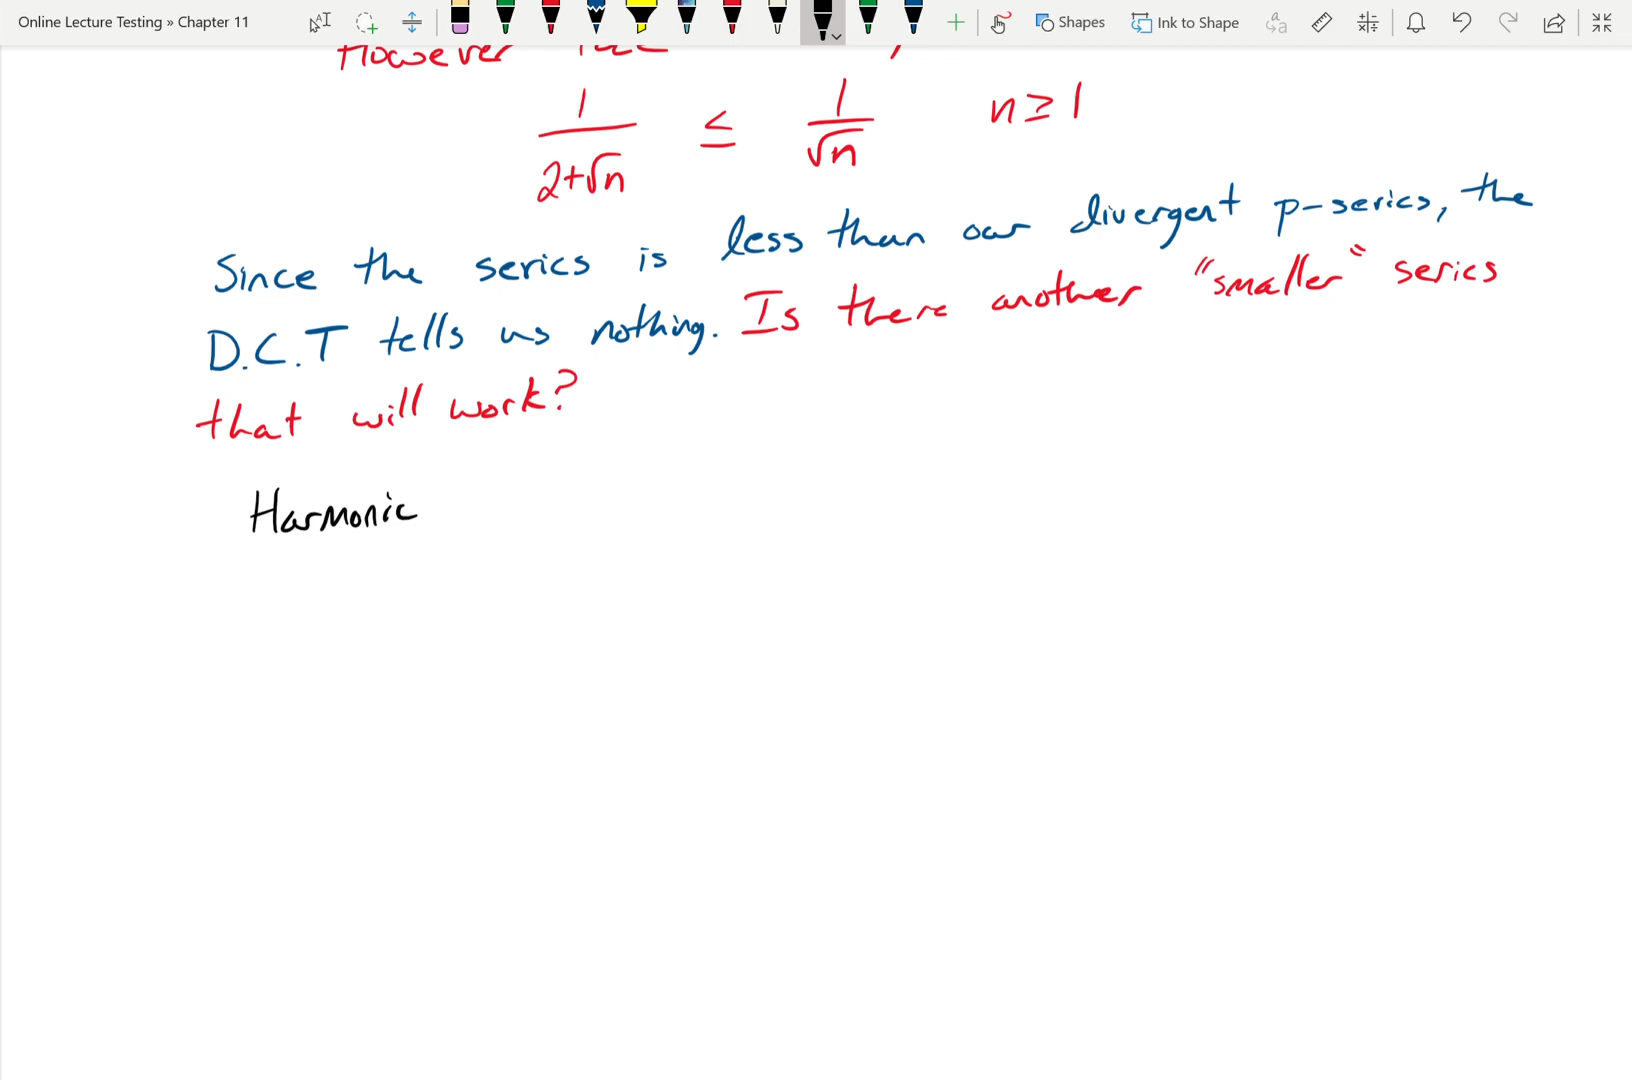 Online Lecture Testing » Chapter 11
Shapes
Ink to Shape
However
1/(2+√n) ≤ 1/√n n ≥ 1
Since the series is less than our divergent p-series, the
D.C.T tells us nothing. Is there another "smaller" series
that will work?
Harmonic